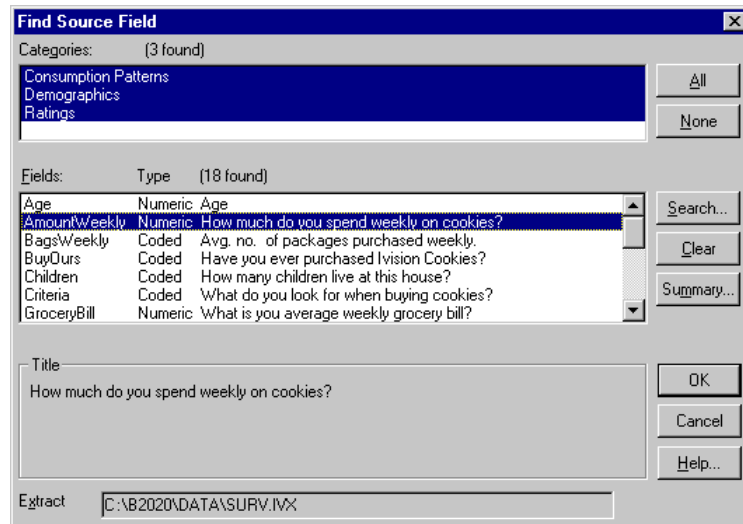 Find Source Field
Categories: (3 found)
Consumption Patterns
Demographics
Ratings
All
None
Fields: Type (18 found)
Age Numeric Age
AmountWeekly Numeric How much do you spend weekly on cookies?
BagsWeekly Coded Avg. no. of packages purchased weekly.
BuyOurs Coded Have you ever purchased Ivision Cookies?
Children Coded How many children live at this house?
Criteria Coded What do you look for when buying cookies?
GroceryBill Numeric What is you average weekly grocery bill?
Search...
Clear
Summary...
Title
How much do you spend weekly on cookies?
OK
Cancel
Help...
Extract C:\B2020\DATA\SURV.IVX